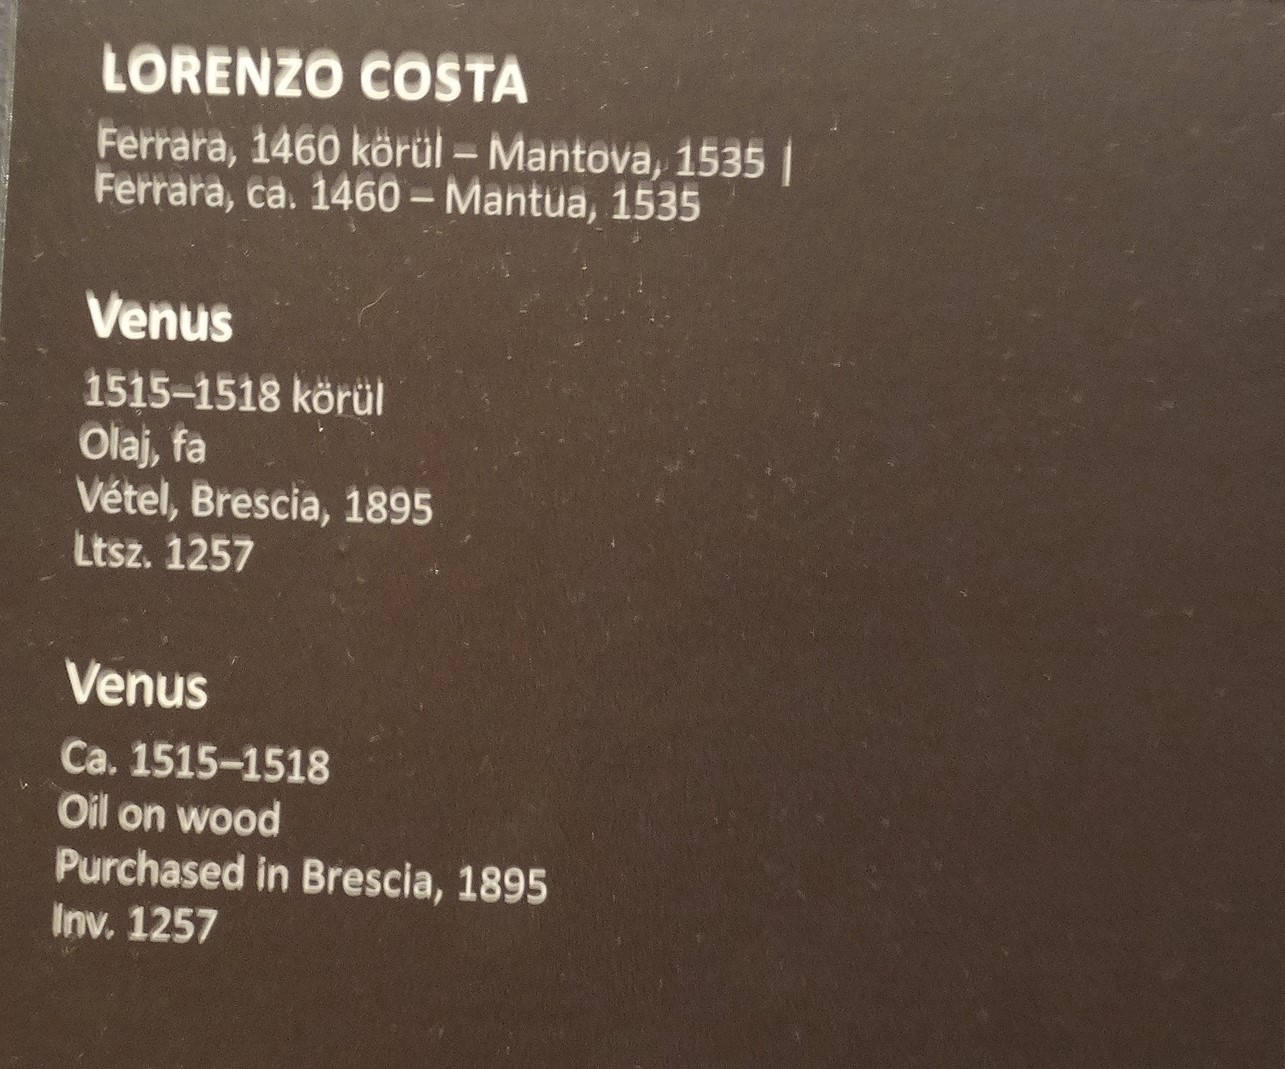 LORENZO COSTA
Ferrara, 1460 körül – Mantova, 1535 |
Ferrara, ca. 1460 – Mantua, 1535
Venus
1515–1518 körül
Olaj, fa
Vétel, Brescia, 1895
Ltsz. 1257
Venus
Ca. 1515–1518
Oil on wood
Purchased in Brescia, 1895
Inv. 1257